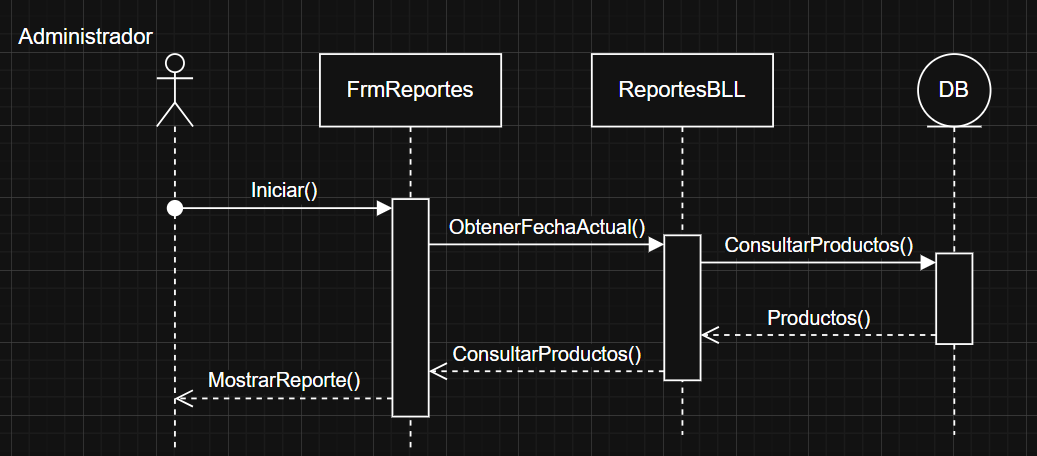 Administrador
FrmReportes
ReportesBLL
DB
Iniciar()
ObtenerFechaActual()
ConsultarProductos()
Productos()
ConsultarProductos()
MostrarReporte()